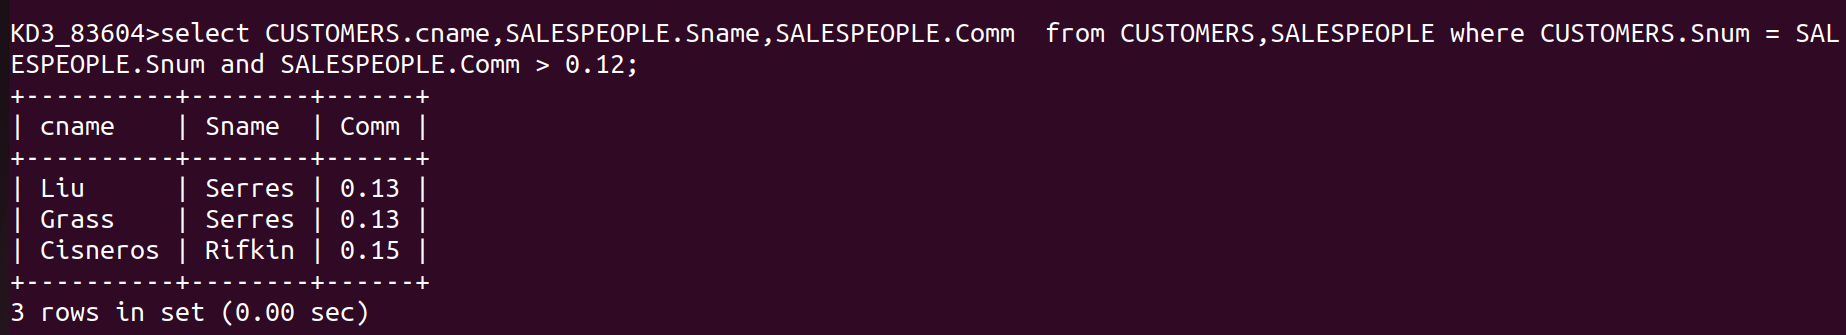 KD3_83604>select CUSTOMERS.cname,SALESPEOPLE.Sname,SALESPEOPLE.Comm  from CUSTOMERS,SALESPEOPLE where CUSTOMERS.Snum = SAL
ESPEOPLE.Snum and SALESPEOPLE.Comm > 0.12;
+----------+--------+------+
| cname    | Sname  | Comm |
+----------+--------+------+
| Liu      | Serres | 0.13 |
| Grass    | Serres | 0.13 |
| Cisneros | Rifkin | 0.15 |
+----------+--------+------+
3 rows in set (0.00 sec)